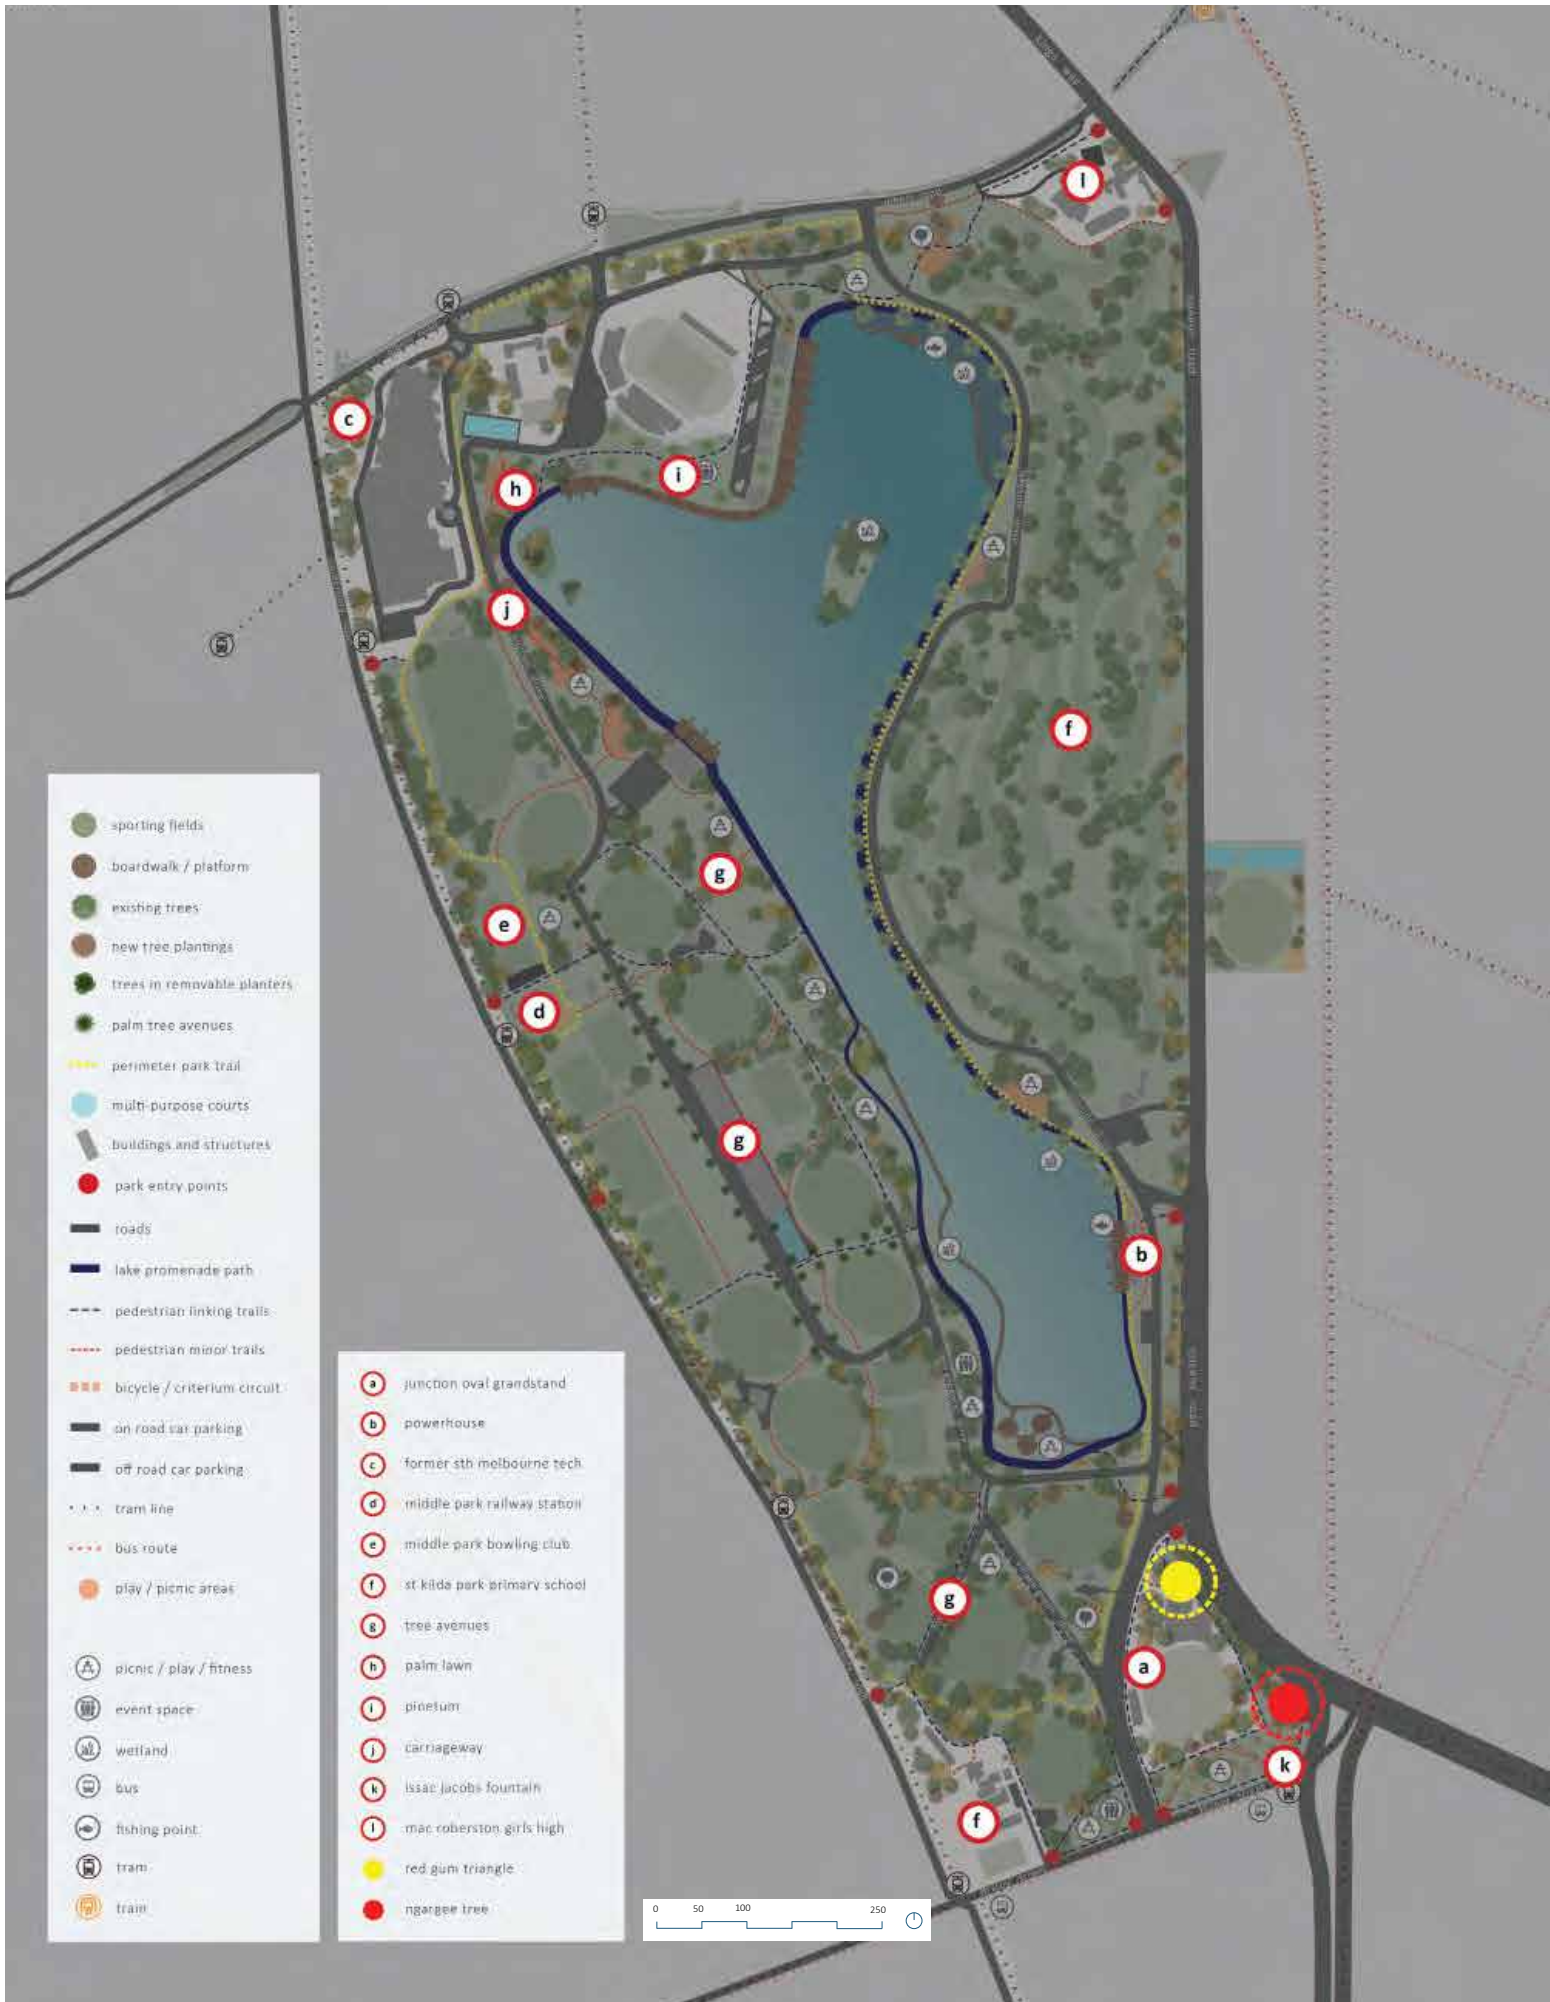 l
c
i
h
j
f
g
e
d
g
b
g
a
k
f
sporting fields
boardwalk / platform
existing trees
new tree plantings
trees in removable planters
palm tree avenues
perimeter park trail
multi-purpose courts
buildings and structures
park entry points
roads
lake promenade path
pedestrian linking trails
pedestrian minor trails
bicycle / criterium circuit
on road car parking
off road car parking
tram line
bus route
play / picnic areas
picnic / play / fitness
event space
wetland
bus
fishing point
tram
train
a junction oval grandstand
b powerhouse
c former sth melbourne tech
d middle park railway station
e middle park bowling club
f st kilda park primary school
g tree avenues
h palm lawn
i pinetum
j carriageway
k issac jacobs fountain
l mac roberston girls high
red gum triangle
ngargee tree
0 50 100 250